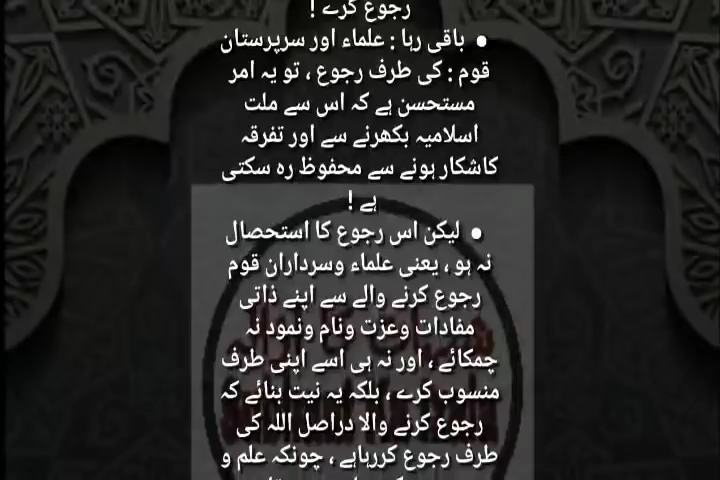 رجوع کرے !
• باقی رہا : علماء اور سرپرستان
قوم : کی طرف رجوع ، تو یہ امر
مستحسن ہے کہ اس سے ملت
اسلامیہ بکھرنے سے اور تفرقہ
کاشکار ہونے سے محفوظ رہ سکتی
ہے !
• لیکن اس رجوع کا استحصال
نہ ہو ، یعنی علماء وسرداران قوم
رجوع کرنے والے سے اپنے ذاتی
مفادات وعزت ونام ونمود نہ
چمکائے ، اور نہ ہی اسے اپنی طرف
منسوب کرے ، بلکہ یہ نیت بنائے کہ
رجوع کرنے والا دراصل اللہ کی
طرف رجوع کررہاہے ، چونکہ علم و